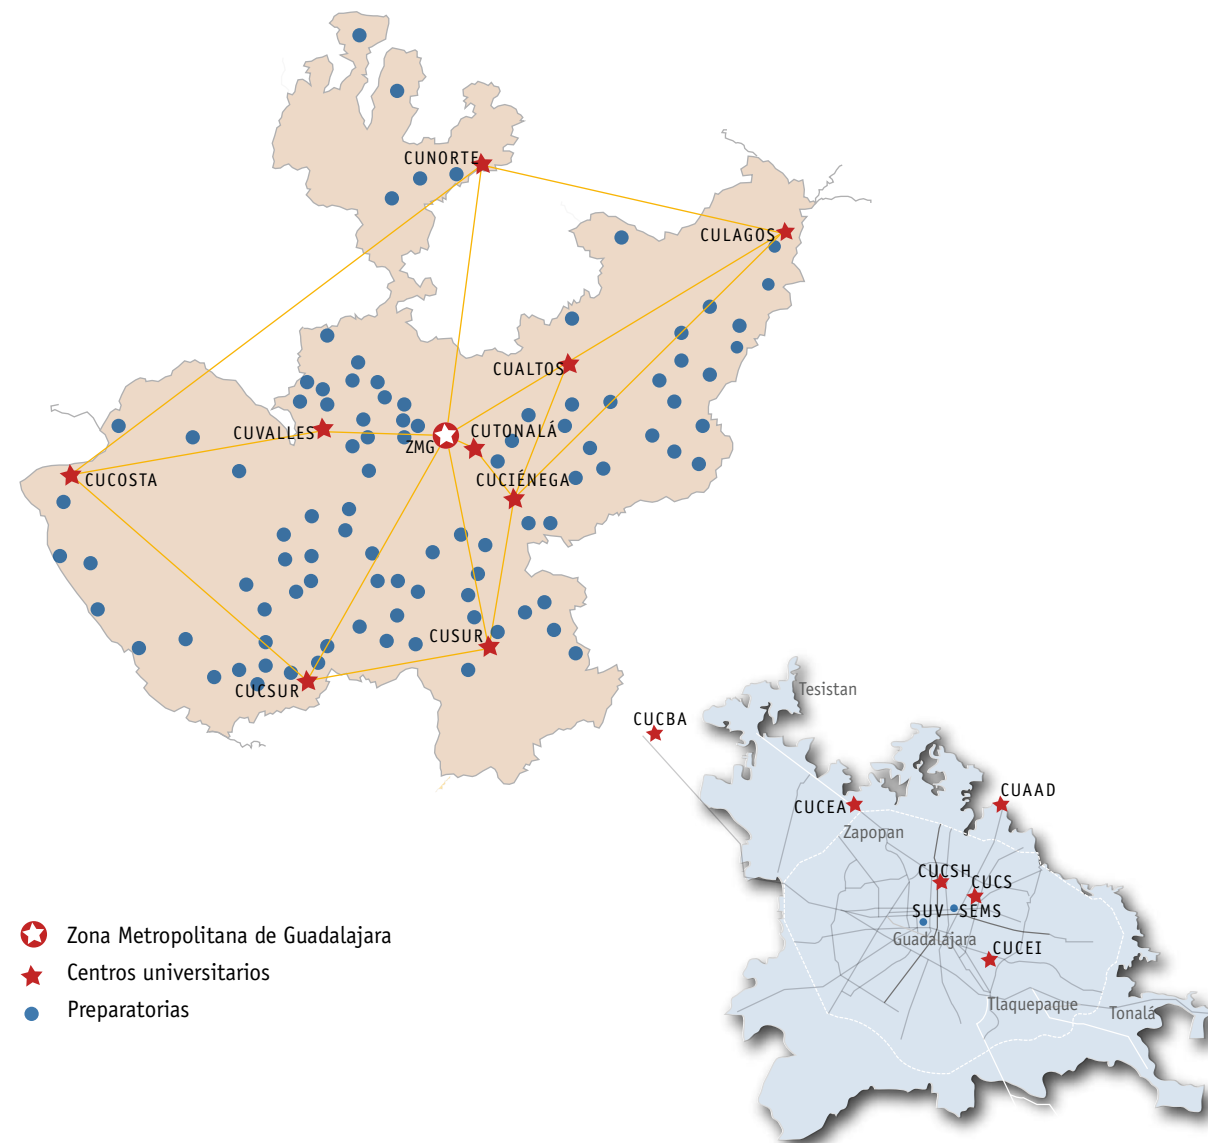 CUNORTE
CULAGOS
CUALTOS
CUVALLES
CUTONALÁ
ZMG
CUCOSTA
CUCIÉNEGA
CUSUR
CUCSUR
Tesistan
CUCBA
CUCEA
CUAAD
Zapopan
CUCSH
CUCS
SUV SEMS
Guadalajara
CUCEI
Tlaquepaque
Tonalá
Zona Metropolitana de Guadalajara
Centros universitarios
Preparatorias